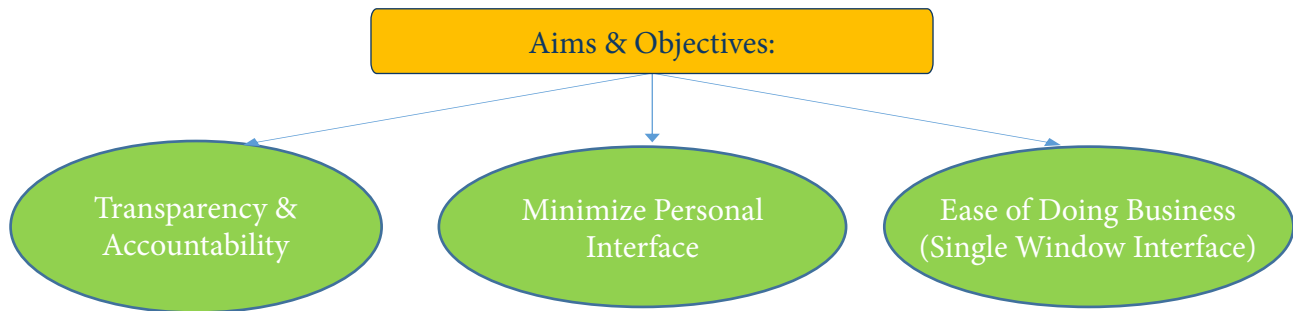 Aims & Objectives:
Transparency &
Accountability
Minimize Personal
Interface
Ease of Doing Business
(Single Window Interface)